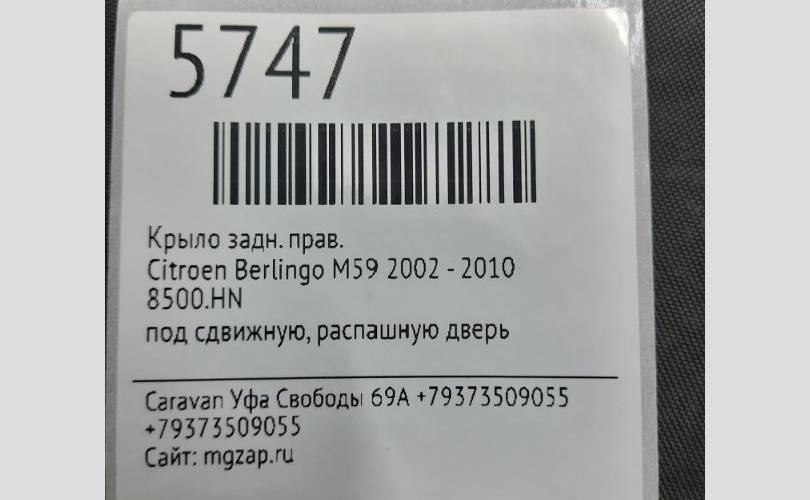 5747
Крыло задн. прав.
Citroen Berlingo M59 2002 - 2010
8500.HN
под сдвижную, распашную дверь
Caravan Уфа Свободы 69А +79373509055
+79373509055
Сайт: mgzap.ru